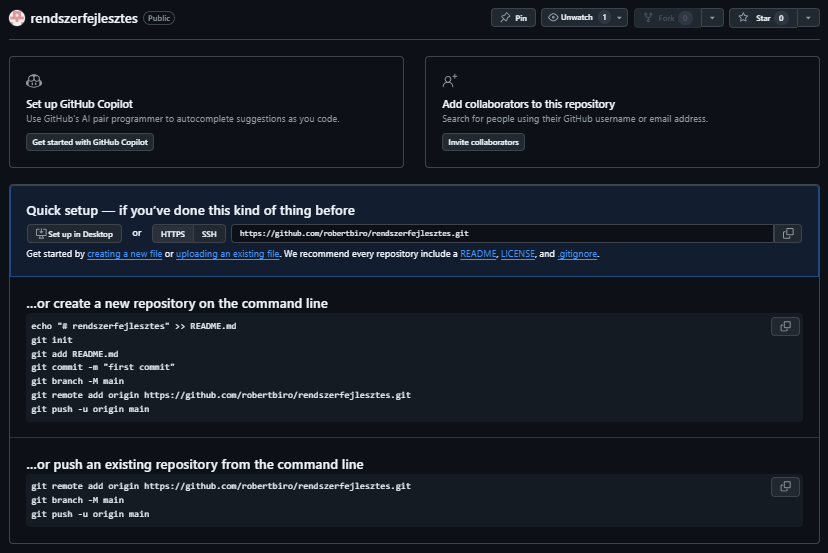 rendszerfejlesztes Public
Pin Unwatch 1 Fork 0 Star 0
Set up GitHub Copilot
Use GitHub's AI pair programmer to autocomplete suggestions as you code.
Get started with GitHub Copilot
Add collaborators to this repository
Search for people using their GitHub username or email address.
Invite collaborators
Quick setup — if you've done this kind of thing before
Set up in Desktop or HTTPS SSH https://github.com/robertbiro/rendszerfejlesztes.git
Get started by creating a new file or uploading an existing file. We recommend every repository include a README, LICENSE, and .gitignore.
...or create a new repository on the command line
echo "# rendszerfejlesztes" >> README.md
git init
git add README.md
git commit -m "first commit"
git branch -M main
git remote add origin https://github.com/robertbiro/rendszerfejlesztes.git
git push -u origin main
...or push an existing repository from the command line
git remote add origin https://github.com/robertbiro/rendszerfejlesztes.git
git branch -M main
git push -u origin main